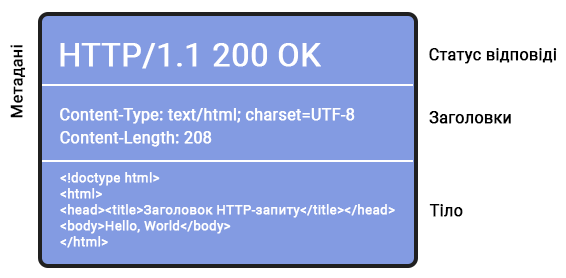 Метадані
HTTP/1.1 200 OK
Статус відповіді
Content-Type: text/html; charset=UTF-8
Content-Length: 208
Заголовки
<!doctype html>
<html>
<head><title>Заголовок HTTP-запиту</title></head>
<body>Hello, World</body>
</html>
Тіло